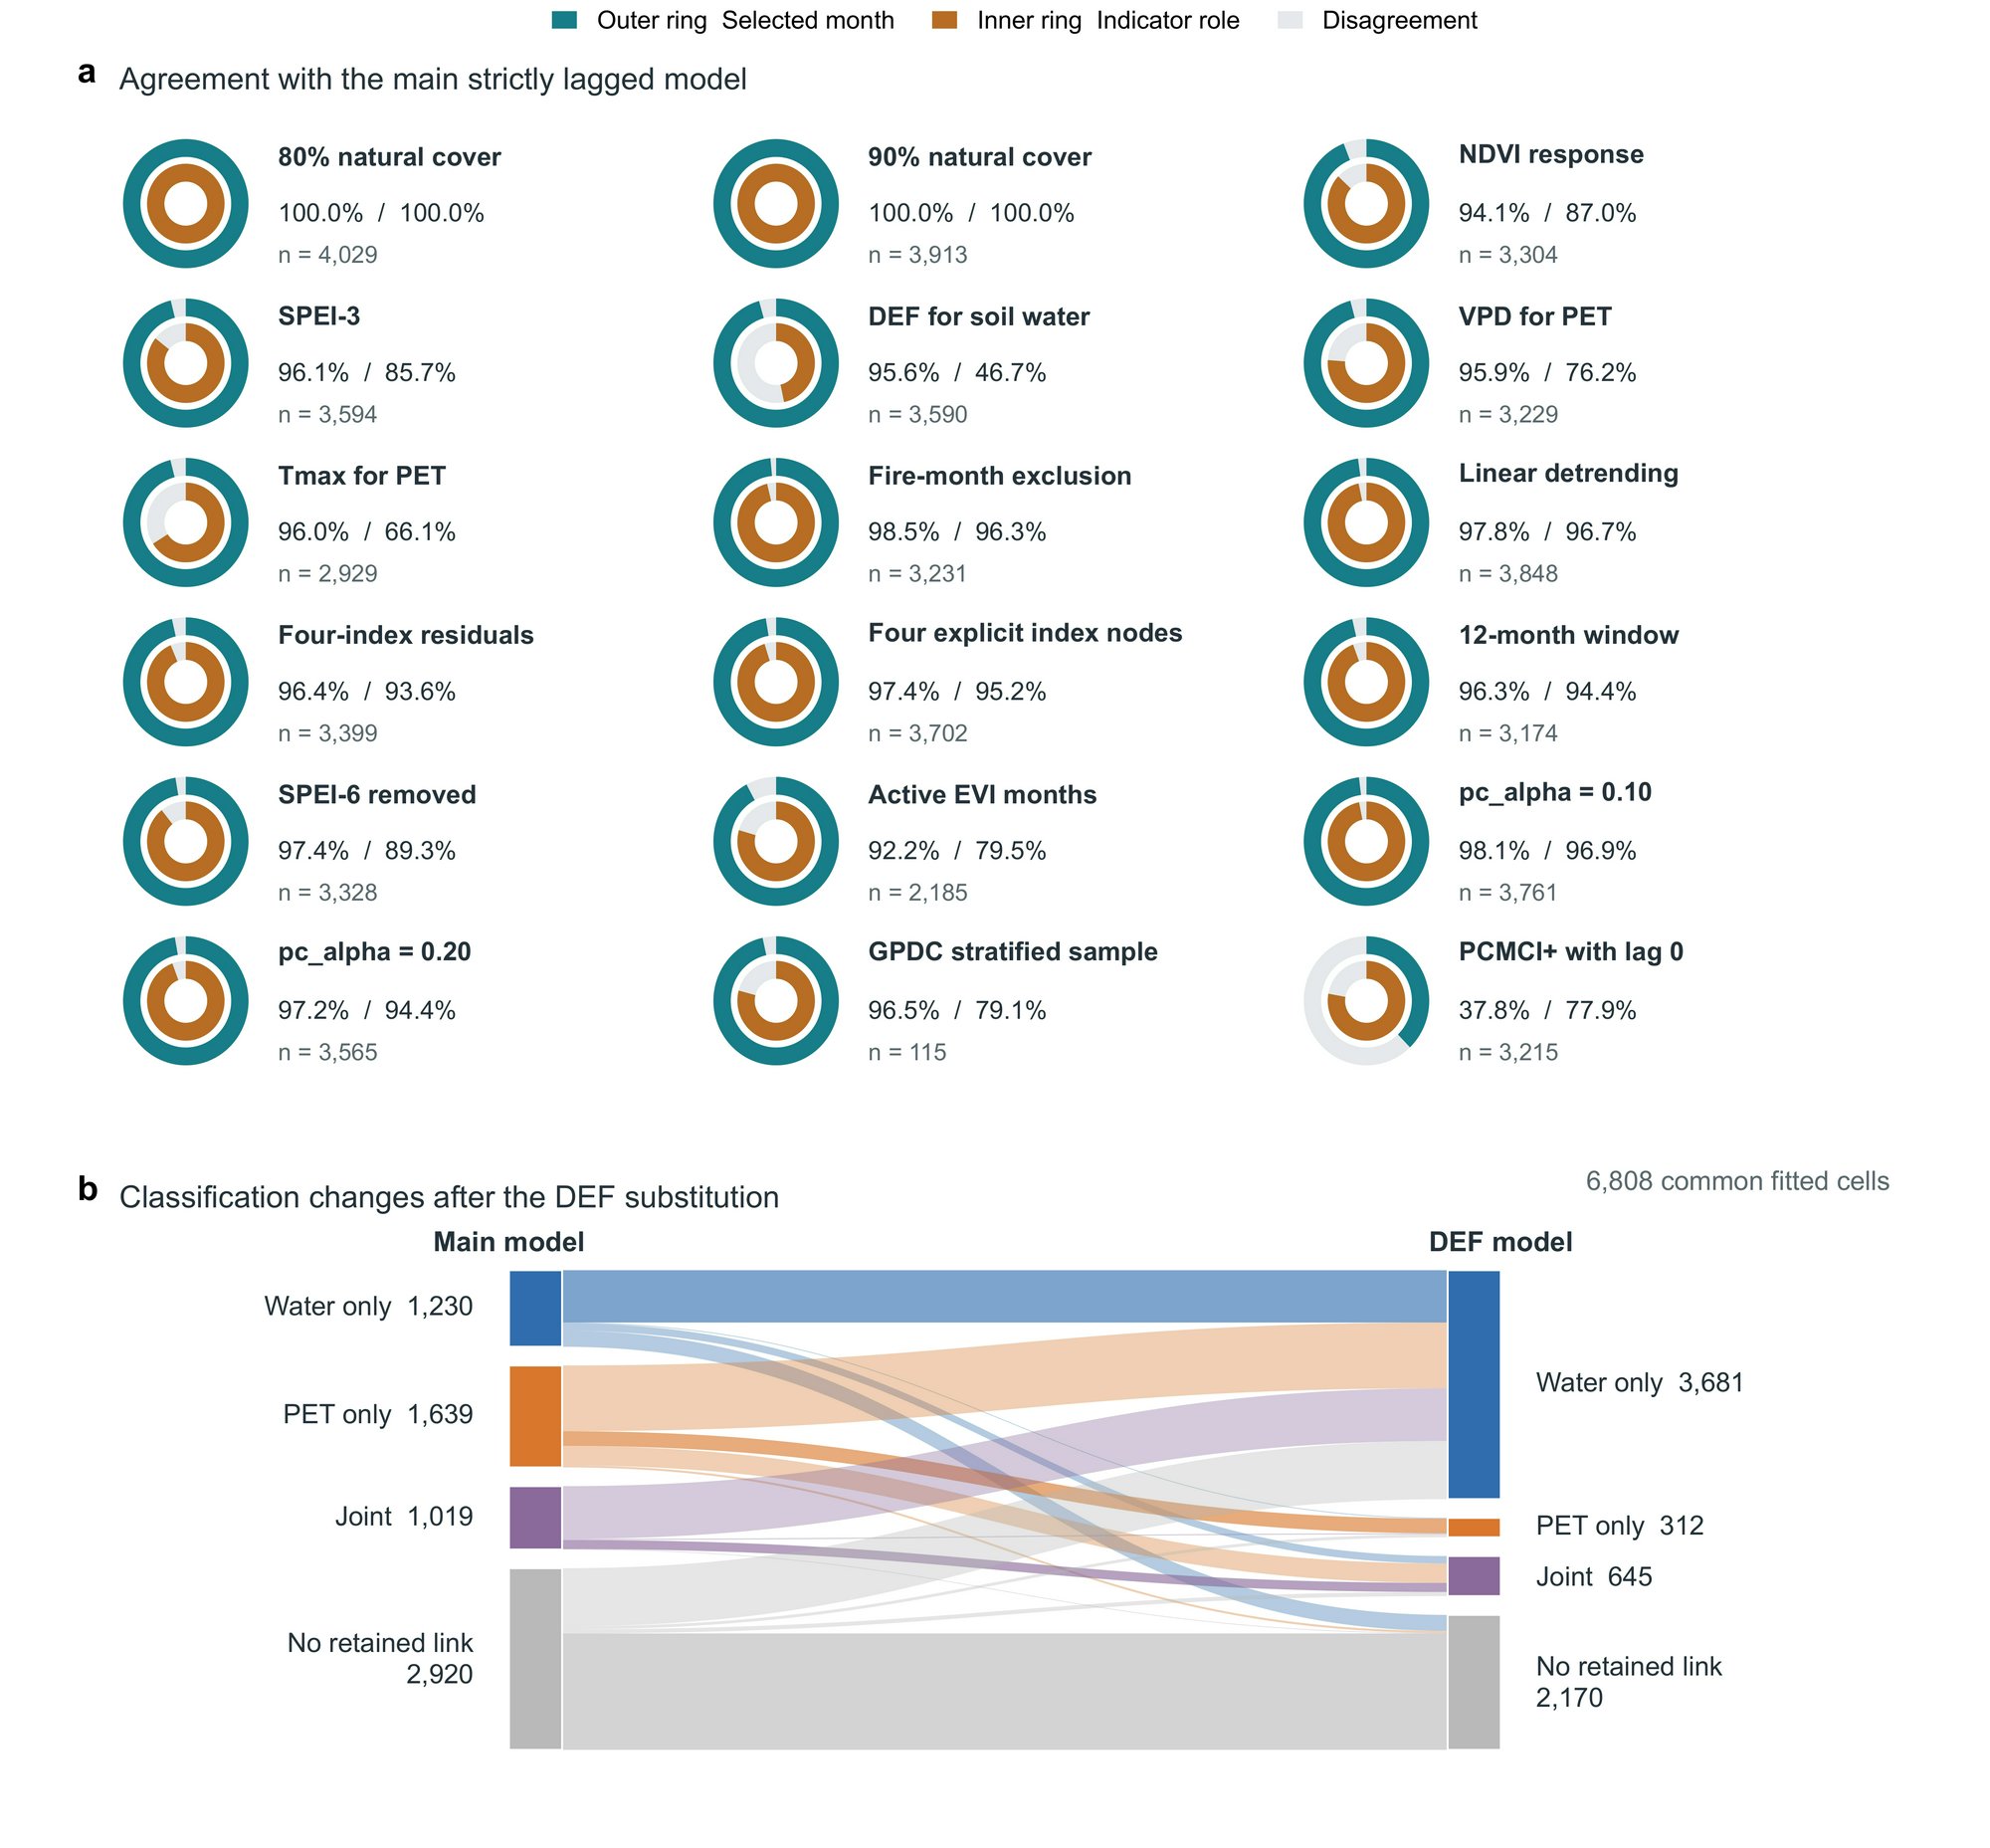 Outer ring  Selected month  Inner ring  Indicator role  Disagreement
a  Agreement with the main strictly lagged model
80% natural cover
100.0%  /  100.0%
n = 4,029
90% natural cover
100.0%  /  100.0%
n = 3,913
NDVI response
94.1%  /  87.0%
n = 3,304
SPEI-3
96.1%  /  85.7%
n = 3,594
DEF for soil water
95.6%  /  46.7%
n = 3,590
VPD for PET
95.9%  /  76.2%
n = 3,229
Tmax for PET
96.0%  /  66.1%
n = 2,929
Fire-month exclusion
98.5%  /  96.3%
n = 3,231
Linear detrending
97.8%  /  96.7%
n = 3,848
Four-index residuals
96.4%  /  93.6%
n = 3,399
Four explicit index nodes
97.4%  /  95.2%
n = 3,702
12-month window
96.3%  /  94.4%
n = 3,174
SPEI-6 removed
97.4%  /  89.3%
n = 3,328
Active EVI months
92.2%  /  79.5%
n = 2,185
pc_alpha = 0.10
98.1%  /  96.9%
n = 3,761
pc_alpha = 0.20
97.2%  /  94.4%
n = 3,565
GPDC stratified sample
96.5%  /  79.1%
n = 115
PCMCI+ with lag 0
37.8%  /  77.9%
n = 3,215
b  Classification changes after the DEF substitution
6,808 common fitted cells
Main model
DEF model
Water only  1,230
PET only  1,639
Joint  1,019
No retained link
2,920
Water only  3,681
PET only  312
Joint  645
No retained link
2,170